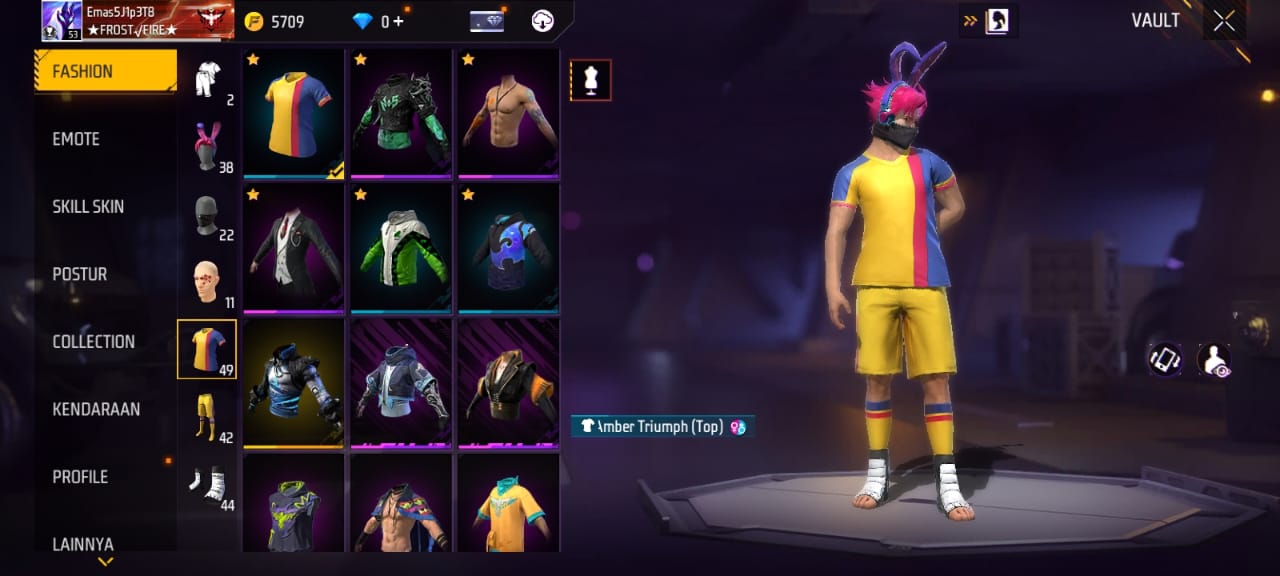 Emas5J1p3T8
★FROST√FIRE★
53
5709
0+
VAULT
FASHION
EMOTE
SKILL SKIN
POSTUR
COLLECTION
KENDARAAN
PROFILE
LAINNYA
2
38
22
11
49
42
44
Amber Triumph (Top)